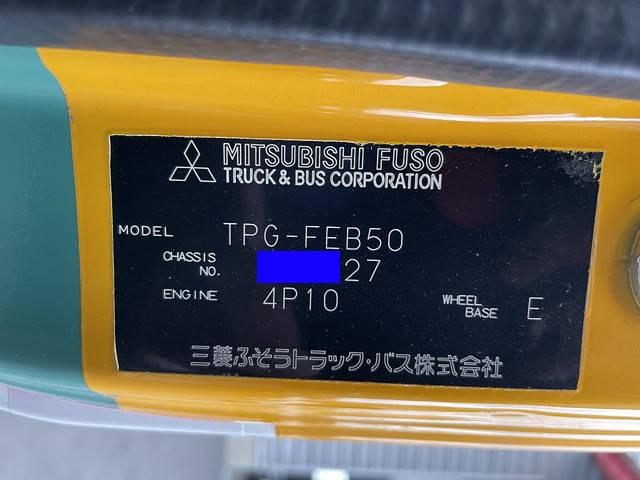 MITSUBISHI FUSO
TRUCK & BUS CORPORATION
MODEL TPG-FEB50
CHASSIS NO. 27
ENGINE 4P10 WHEEL BASE E
三菱ふそうトラック・バス株式会社